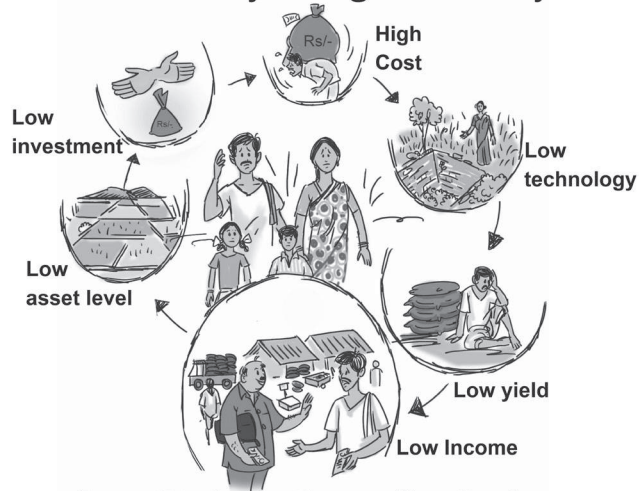 Rs/-
High
Cost
Low
technology
Low yield
Low Income
Low
asset level
Low
investment
Rs/-